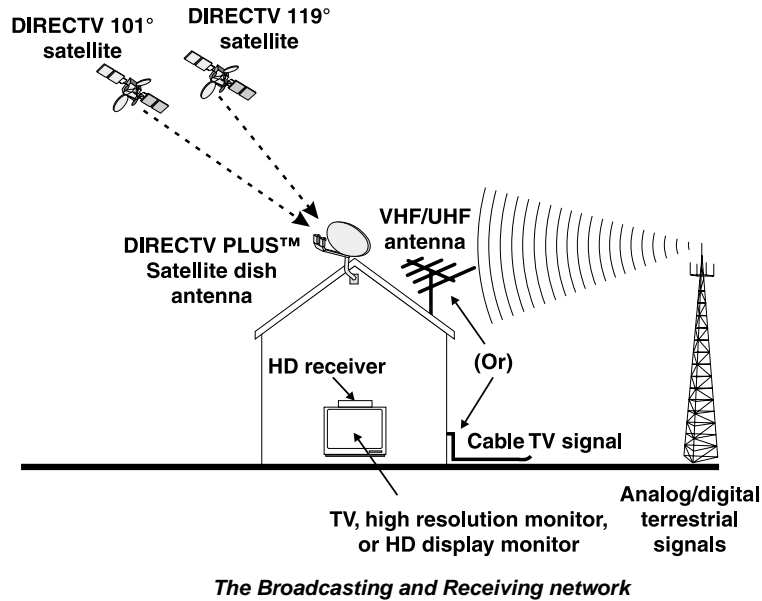 DIRECTV 101°
satellite
DIRECTV 119°
satellite
DIRECTV PLUS™
Satellite dish
antenna
VHF/UHF
antenna
HD receiver
(Or)
Cable TV signal
TV, high resolution monitor,
or HD display monitor
Analog/digital
terrestrial
signals
The Broadcasting and Receiving network